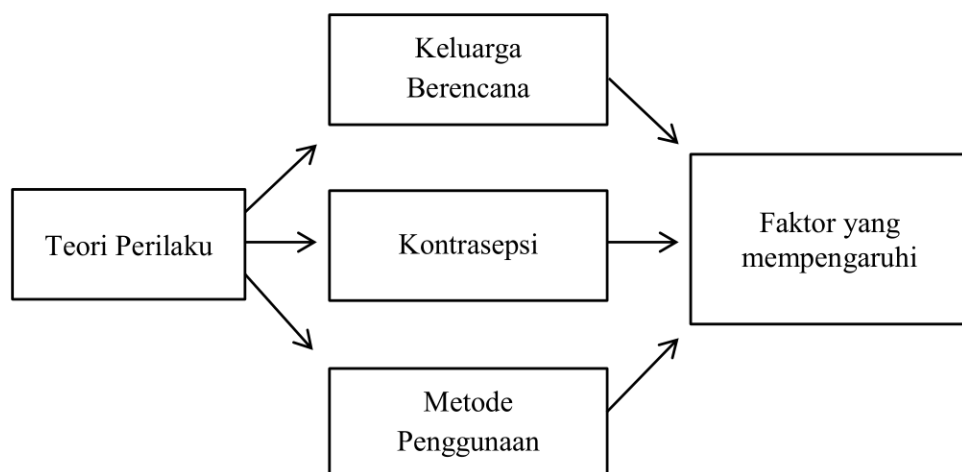 Keluarga
Berencana
Teori Perilaku
Kontrasepsi
Faktor yang
mempengaruhi
Metode
Penggunaan